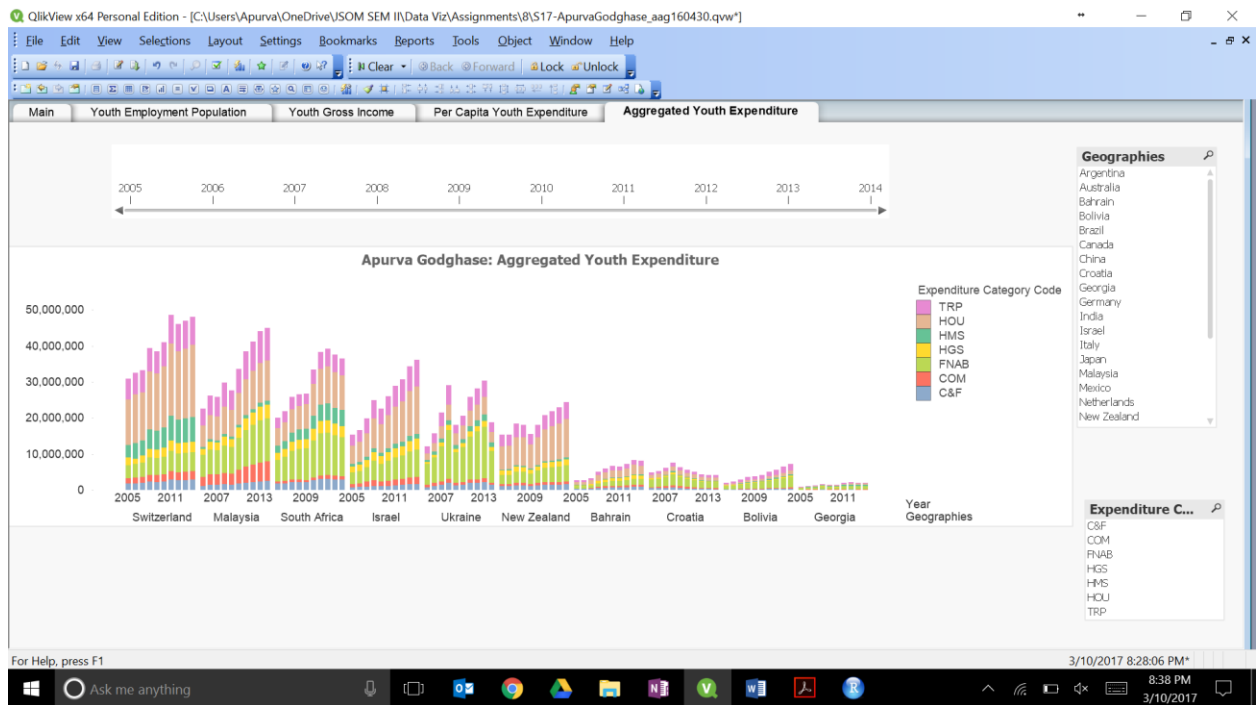 QlikView x64 Personal Edition - [C:\Users\Apurva\OneDrive\JSOM SEM II\Data Viz\Assignments\8\S17-ApurvaGodghase_aag160430.qvw*]
File Edit View Selections Layout Settings Bookmarks Reports Tools Object Window Help
Clear Back Forward Lock Unlock
Main Youth Employment Population Youth Gross Income Per Capita Youth Expenditure Aggregated Youth Expenditure
2005 2006 2007 2008 2009 2010 2011 2012 2013 2014
Geographies
Argentina
Australia
Bahrain
Bolivia
Brazil
Canada
China
Croatia
Georgia
Germany
India
Israel
Italy
Japan
Malaysia
Mexico
Netherlands
New Zealand
Apurva Godghase: Aggregated Youth Expenditure
Expenditure Category Code
TRP
HOU
HMS
HGS
FNAB
COM
C&F
50,000,000
40,000,000
30,000,000
20,000,000
10,000,000
0
2005 2011 2007 2013 2009 2005 2011 2007 2013 2009 2005 2011 2007 2013 2009 2005 2011
Year
Switzerland Malaysia South Africa Israel Ukraine New Zealand Bahrain Croatia Bolivia Georgia
Geographies
Expenditure C...
C&F
COM
FNAB
HGS
HMS
HOU
TRP
For Help, press F1
3/10/2017 8:28:06 PM*
Ask me anything
8:38 PM
3/10/2017